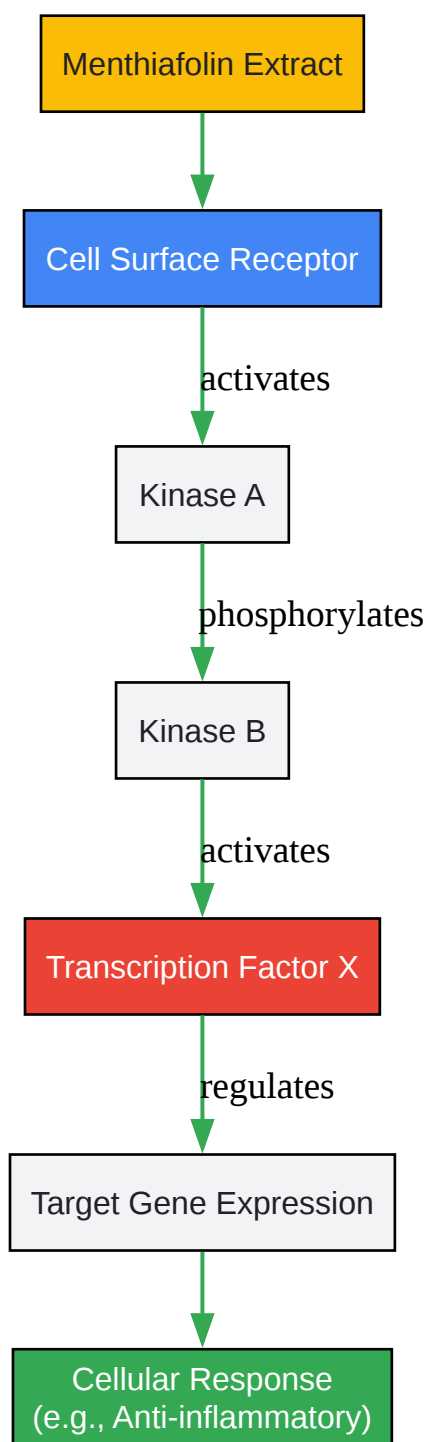 Menthiafolin Extract
Cell Surface Receptor
activates
Kinase A
phosphorylates
Kinase B
activates
Transcription Factor X
regulates
Target Gene Expression
Cellular Response
(e.g., Anti-inflammatory)